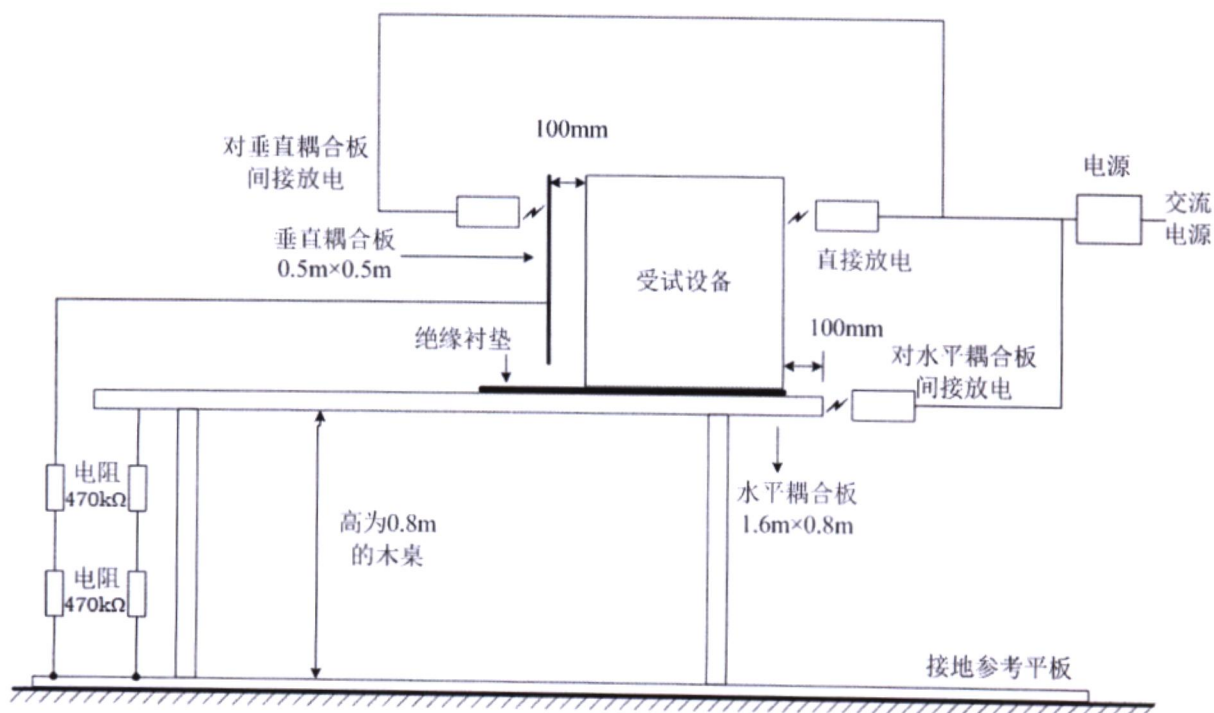 100mm
对垂直耦合板
间接放电
电源
交流
电源
垂直耦合板
0.5m×0.5m
直接放电
受试设备
绝缘衬垫
100mm
对水平耦合板
间接放电
电阻
470kΩ
水平耦合板
1.6m×0.8m
高为0.8m
的木桌
电阻
470kΩ
接地参考平板